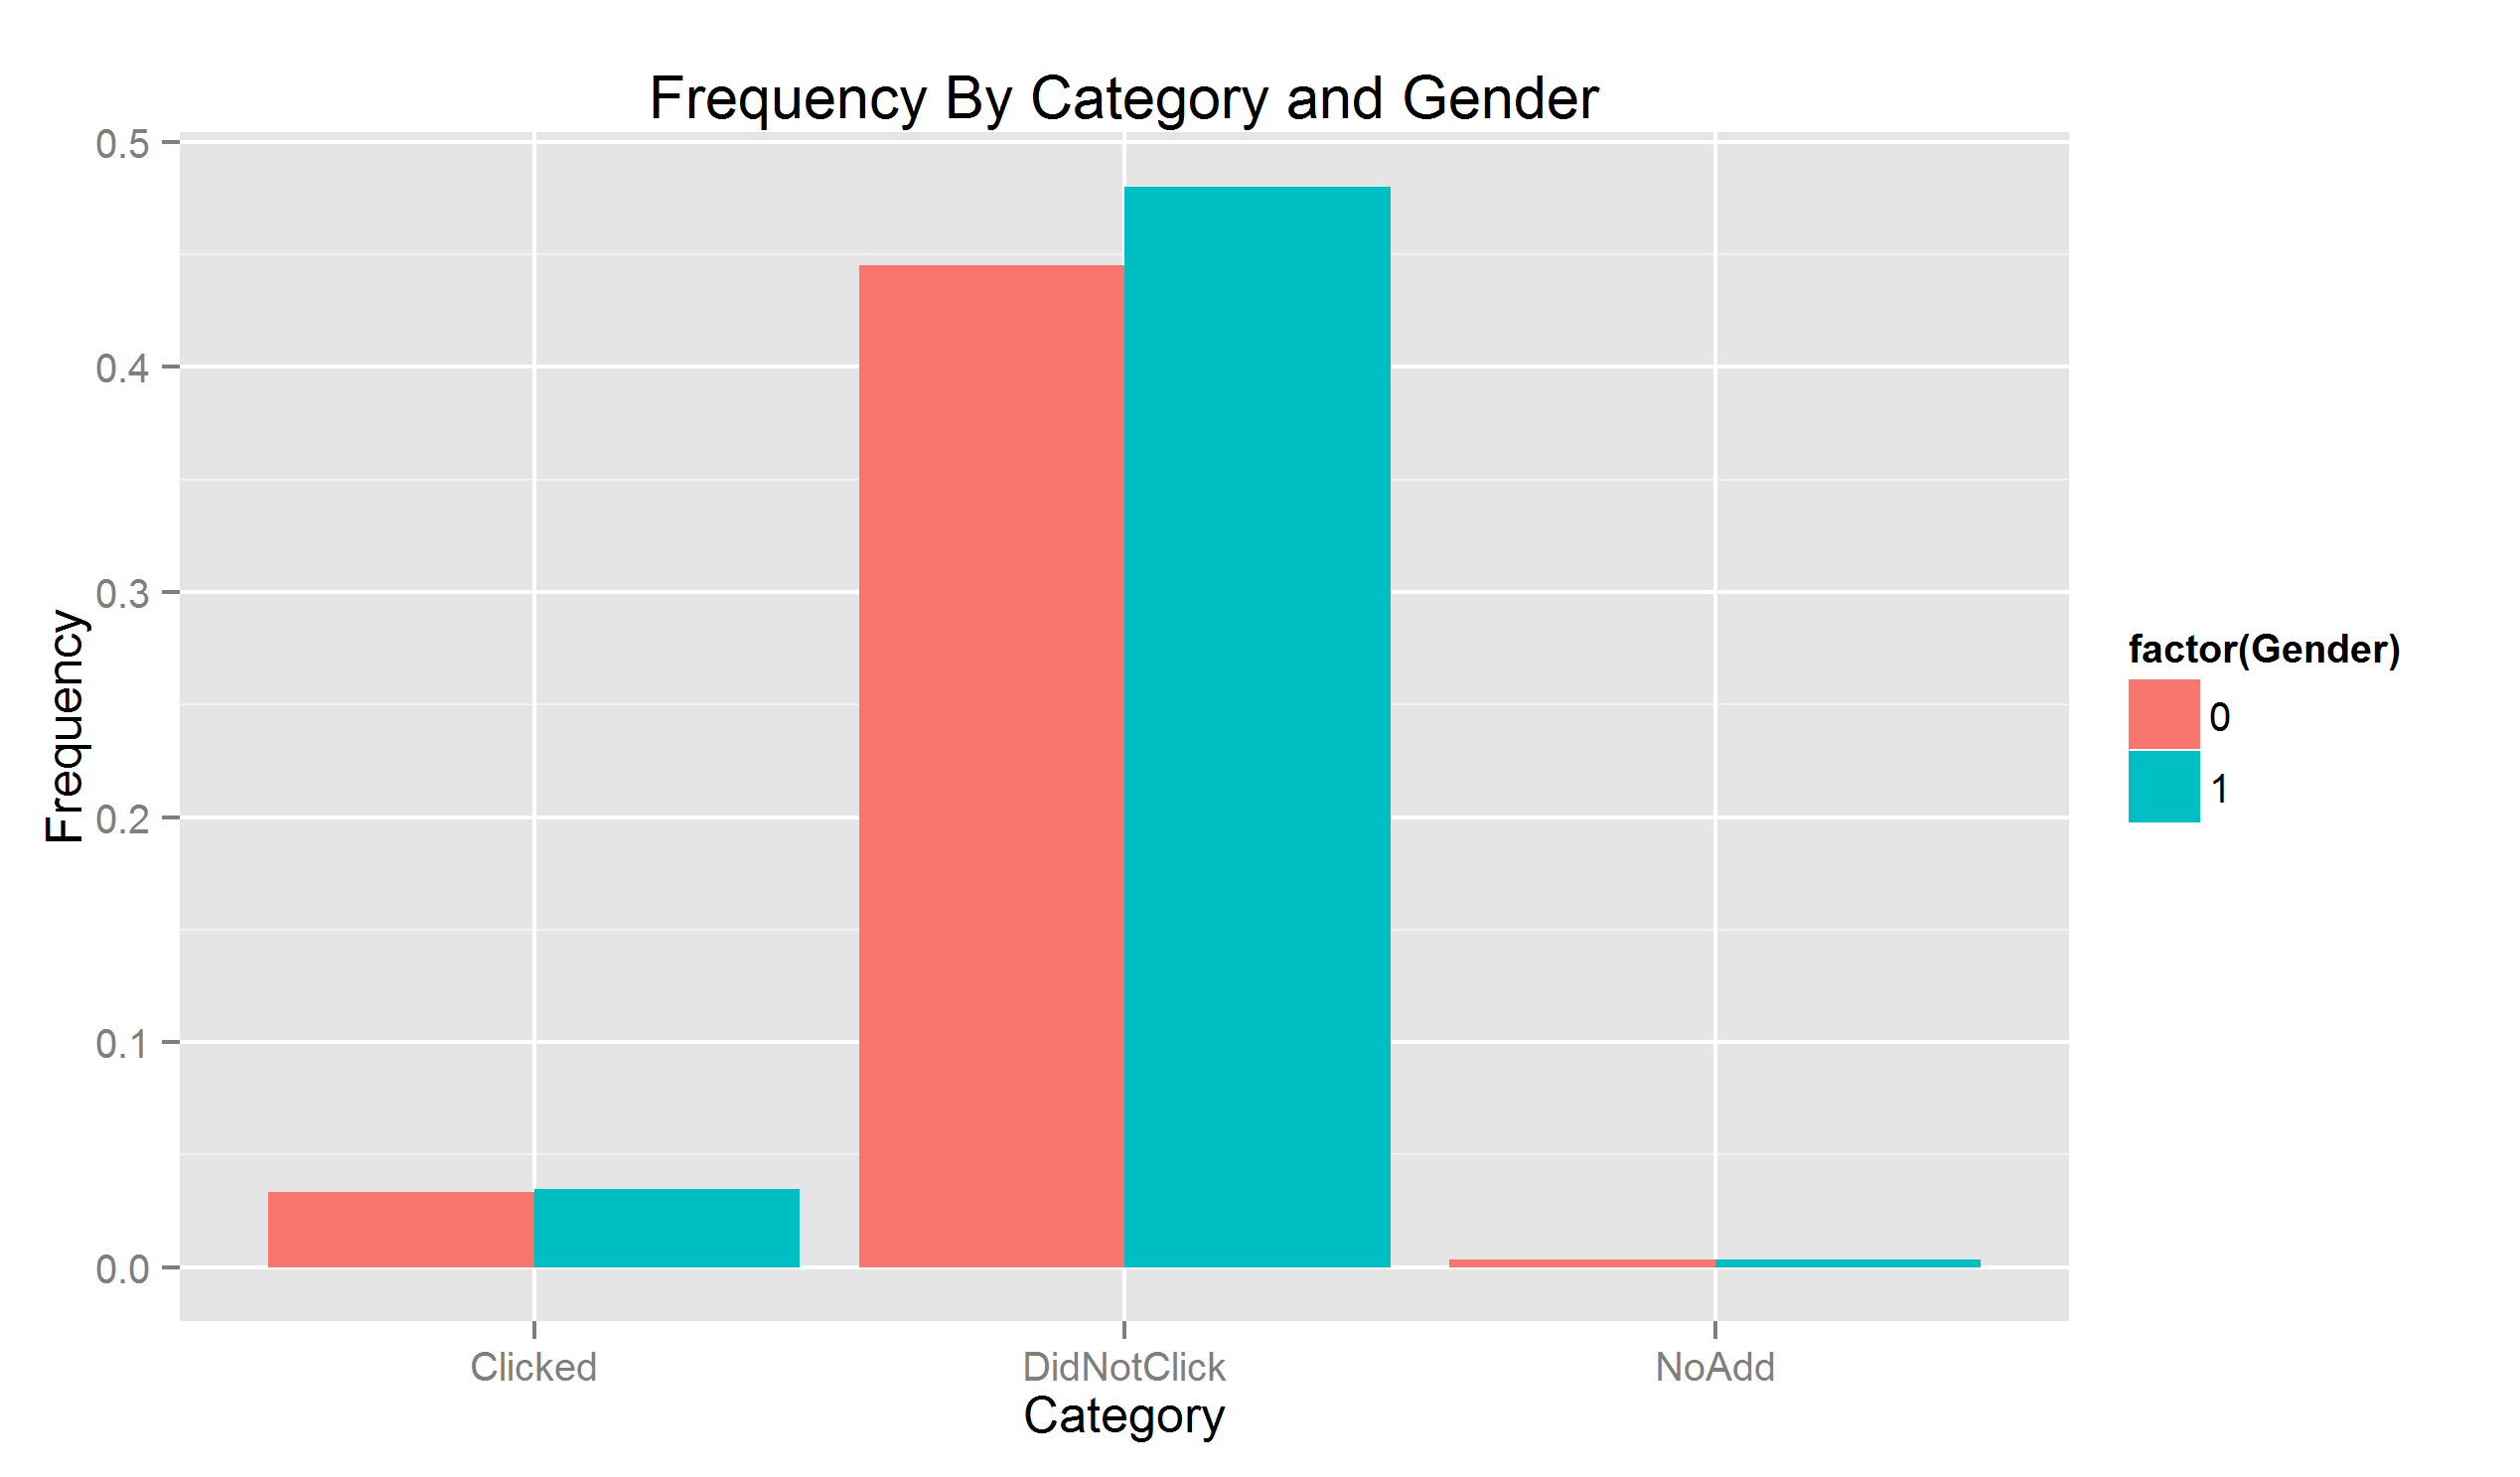 Frequency By Category and Gender
0.5
0.4
0.3
0.2
0.1
0.0
Frequency
Clicked DidNotClick NoAdd
Category
factor(Gender)
0
1